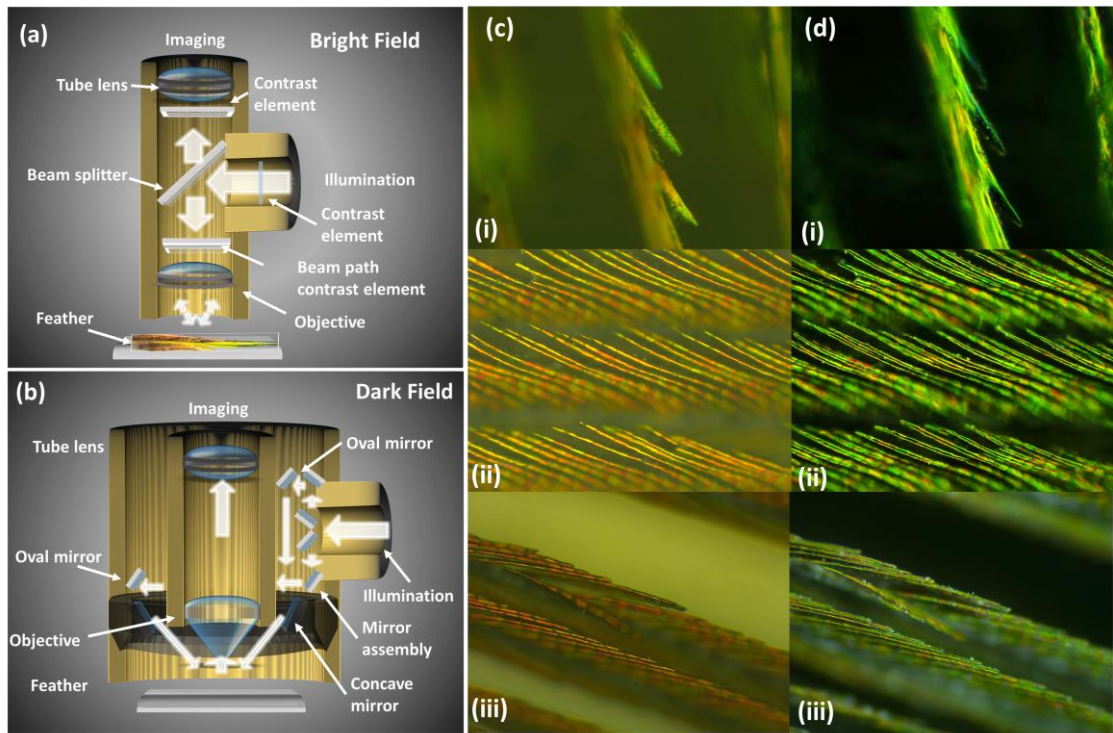 (a)
Imaging
Bright Field
Tube lens
Contrast
element
Beam splitter
Illumination
Contrast
element
Beam path
contrast element
Objective
Feather
(b)
Dark Field
Imaging
Tube lens
Oval mirror
Oval mirror
Illumination
Objective
Mirror
assembly
Feather
Concave
mirror
(c)
(i)
(ii)
(iii)
(d)
(i)
(ii)
(iii)